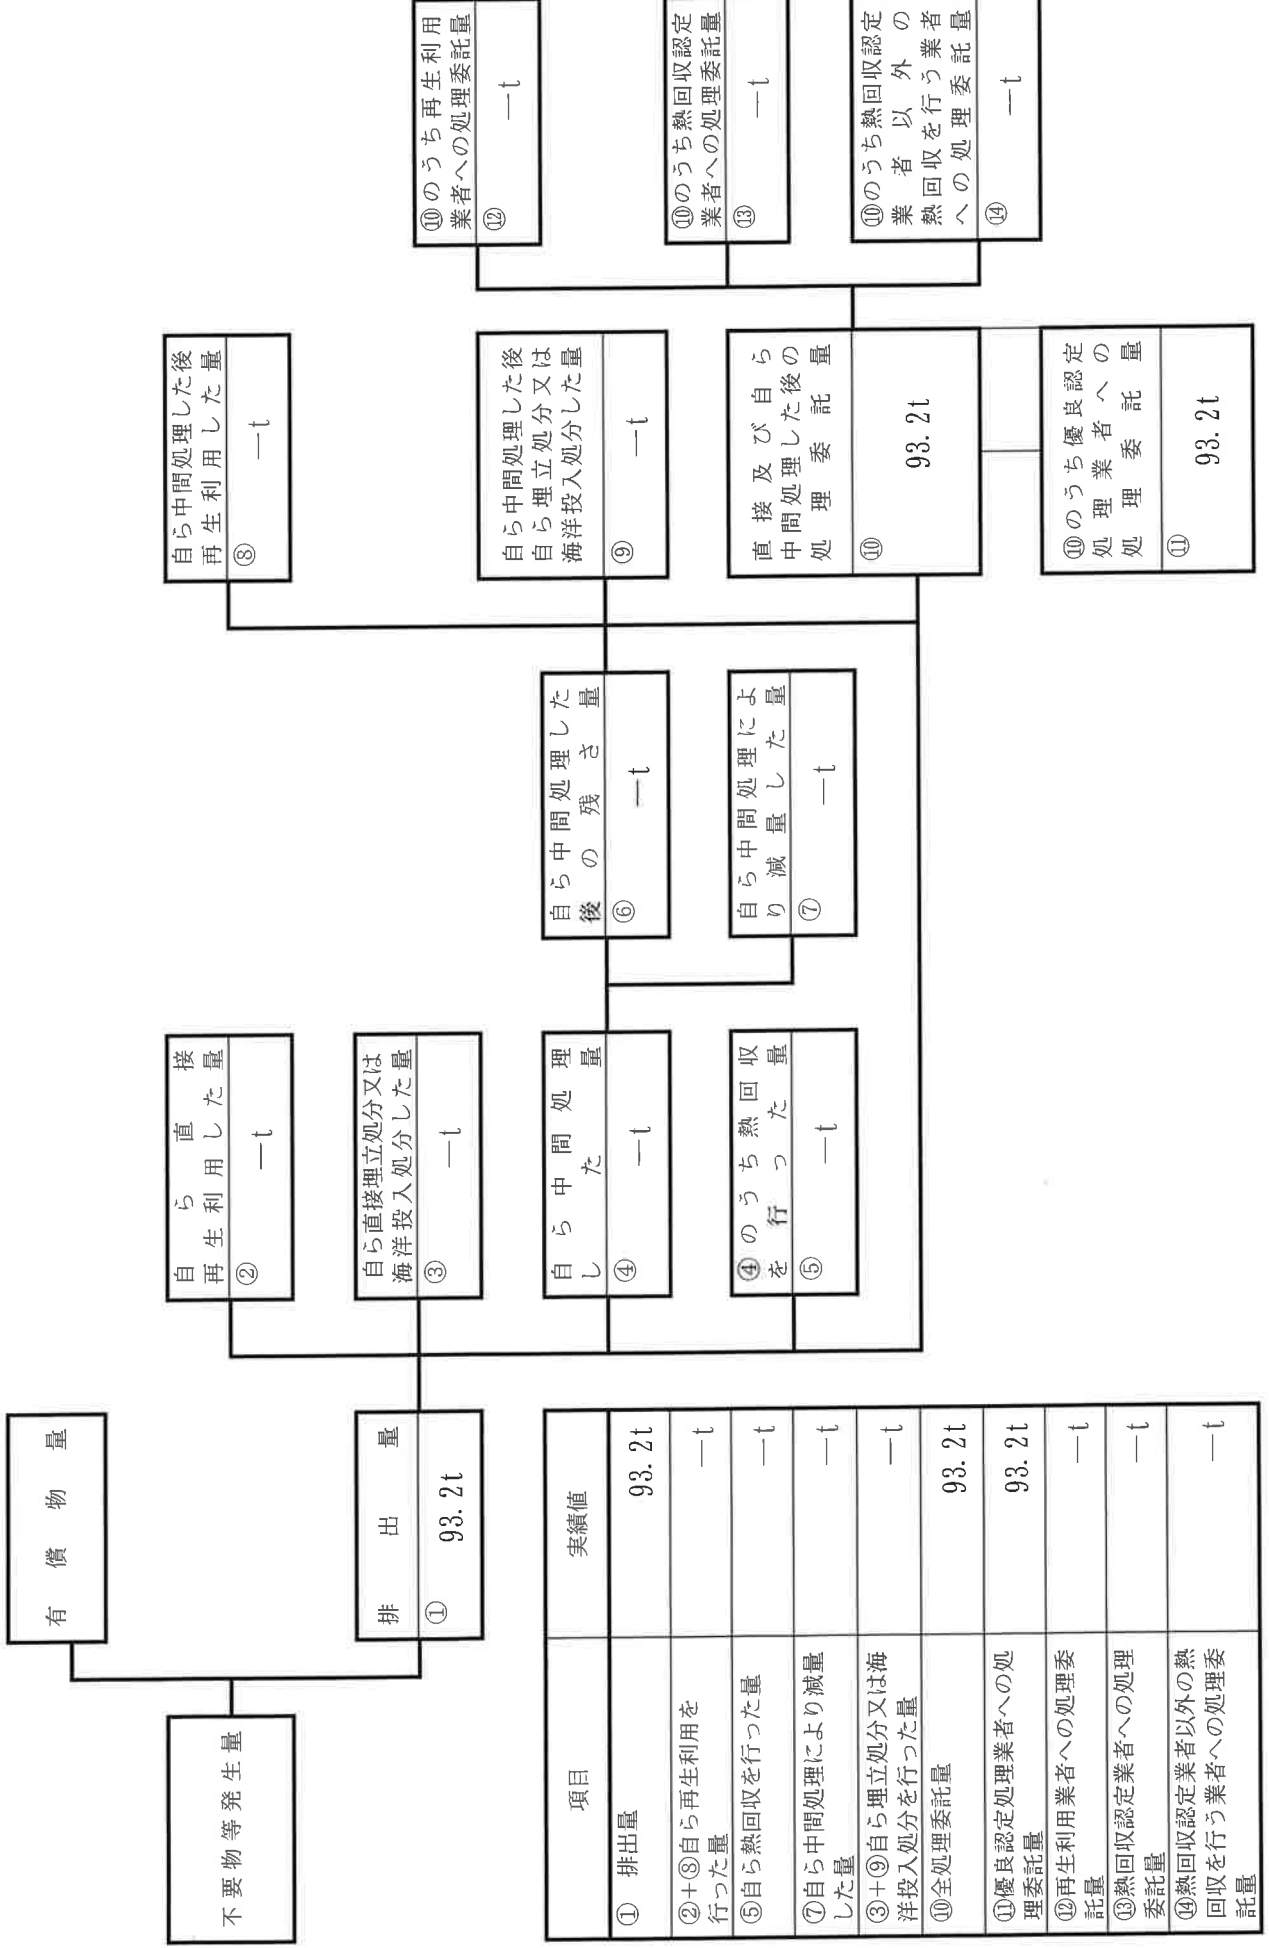 不要物等発生量
有償物量
排出量
① 93.2t
自ら直接
再生利用した量
② ―t
自ら直接埋立処分又は
海洋投入処分した量
③ ―t
自ら中間処理
した量
④ ―t
④のうち熱回収
を行った量
⑤ ―t
自ら中間処理した
後の残さ量
⑥ ―t
自ら中間処理によ
り減量した量
⑦ ―t
自ら中間処理した後
再生利用した量
⑧ ―t
自ら中間処理した後
自ら埋立処分又は
海洋投入処分した量
⑨ ―t
直接及び自ら
中間処理した後の
処理委託量
⑩ 93.2t
⑩のうち優良認定
処理業者への
処理委託量
⑪ 93.2t
⑩のうち再生利用
業者への処理委託量
⑫ ―t
⑩のうち熱回収認定
業者への処理委託量
⑬ ―t
⑩のうち熱回収認定
業者以外の
熱回収を行う業者
への処理委託量
⑭ ―t
項目 実績値
① 排出量 93.2t
②+⑧自ら再生利用を
行った量 ―t
⑤自ら熱回収を行った量 ―t
⑦自ら中間処理により減量
した量 ―t
③+⑨自ら埋立処分又は海
洋投入処分を行った量 ―t
⑩全処理委託量 93.2t
⑪優良認定処理業者への処
理委託量 93.2t
⑫再生利用業者への処理委
託量 ―t
⑬熱回収認定業者への処理
委託量 ―t
⑭熱回収認定業者以外の熱
回収を行う業者への処理委
託量 ―t